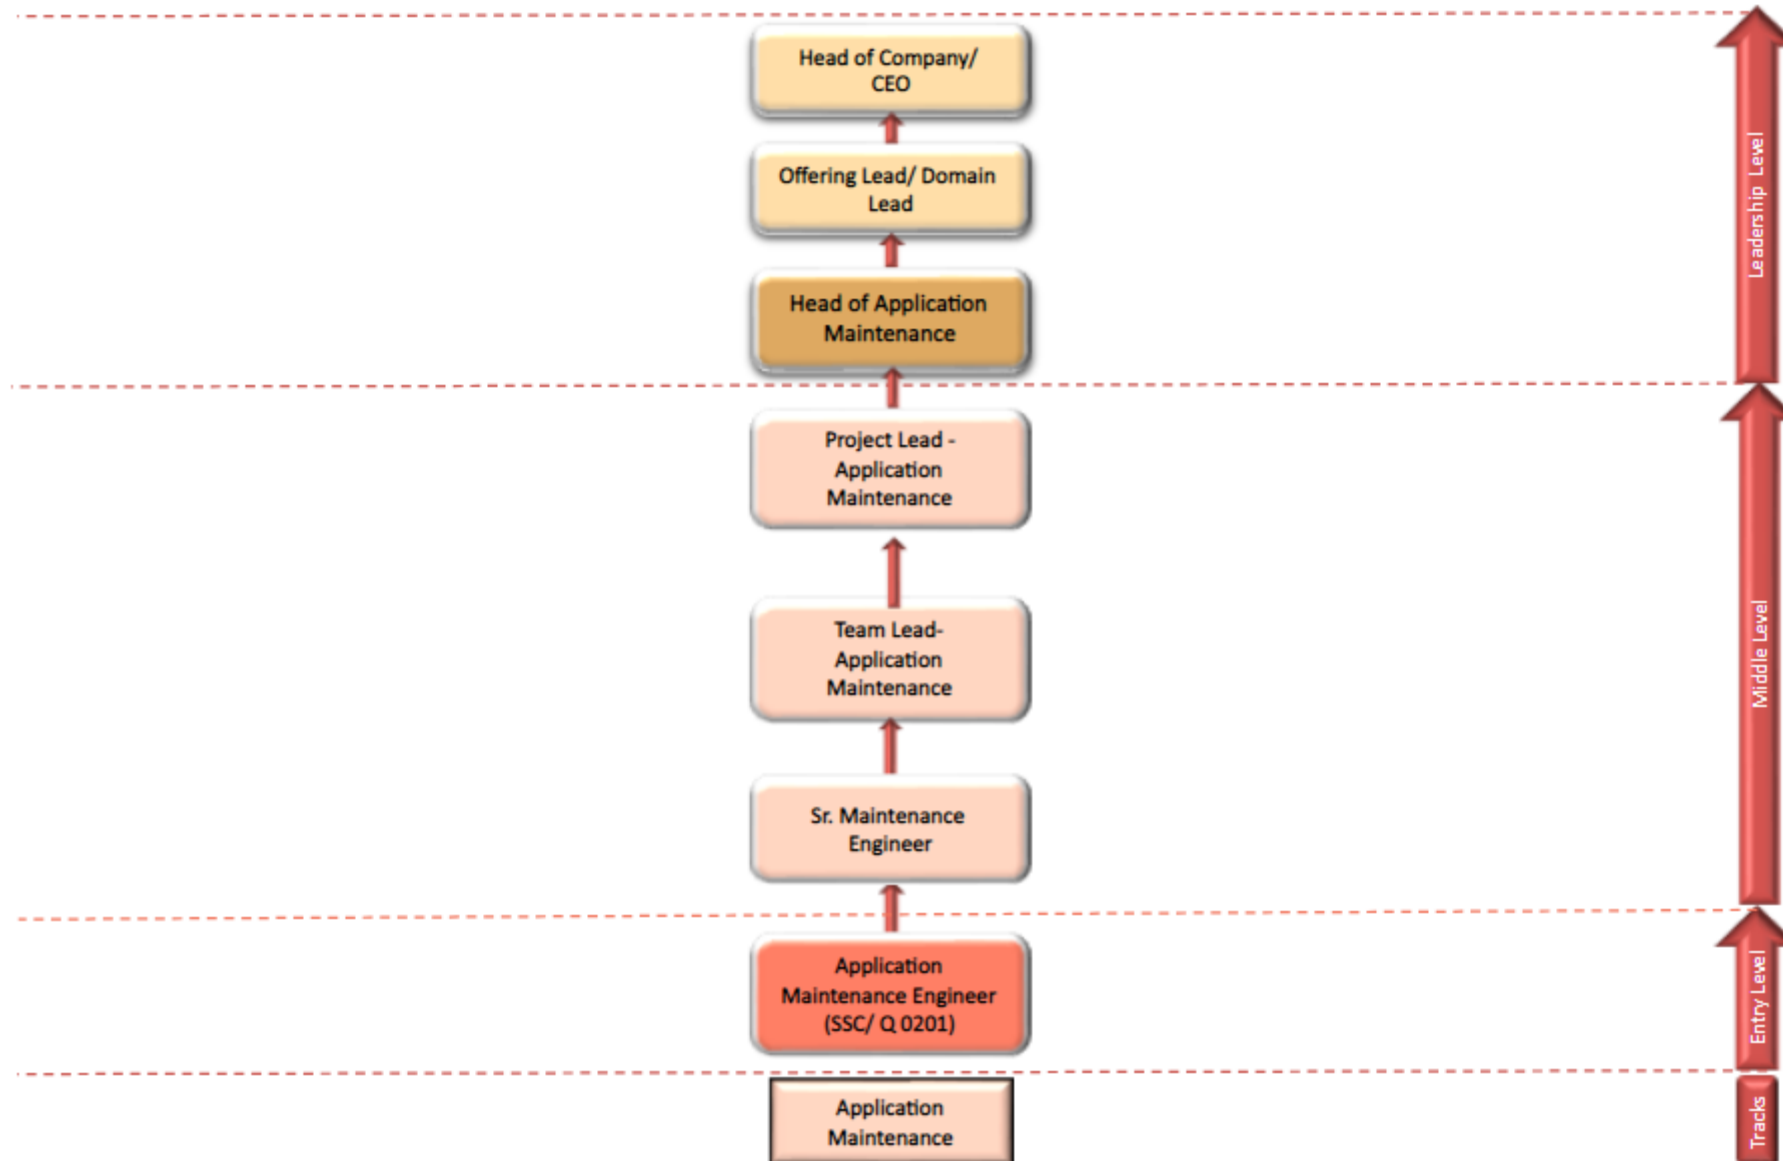 Head of Company/
CEO
Offering Lead/ Domain
Lead
Head of Application
Maintenance
Leadership Level
Project Lead -
Application
Maintenance
Team Lead-
Application
Maintenance
Sr. Maintenance
Engineer
Middle Level
Application
Maintenance Engineer
(SSC/ Q 0201)
Entry Level
Application
Maintenance
Tracks